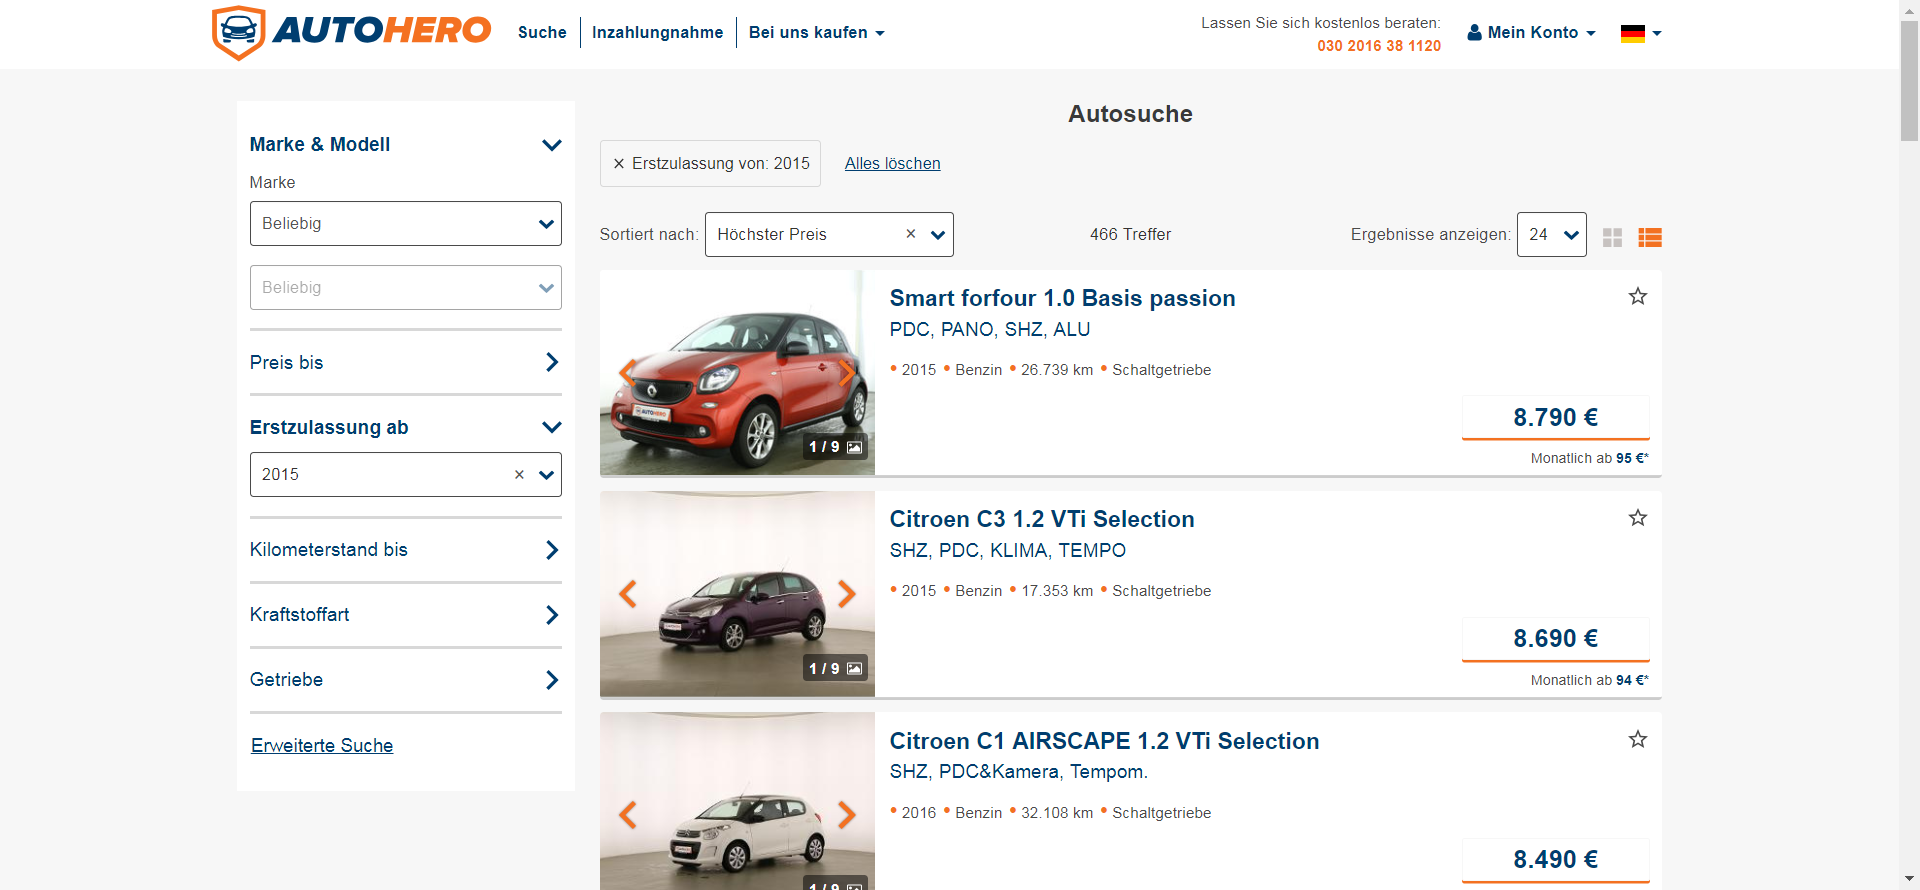 AUTOHERO
Suche
Inzahlungnahme
Bei uns kaufen
Lassen Sie sich kostenlos beraten:
030 2016 38 1120
Mein Konto
Marke & Modell
Marke
Beliebig
Beliebig
Preis bis
Erstzulassung ab
2015 ×
Kilometerstand bis
Kraftstoffart
Getriebe
Erweiterte Suche
Autosuche
× Erstzulassung von: 2015
Alles löschen
Sortiert nach: Höchster Preis ×
466 Treffer
Ergebnisse anzeigen: 24
Smart forfour 1.0 Basis passion
PDC, PANO, SHZ, ALU
• 2015 • Benzin • 26.739 km • Schaltgetriebe
AUTOHERO
1 / 9
8.790 €
Monatlich ab 95 €*
Citroen C3 1.2 VTi Selection
SHZ, PDC, KLIMA, TEMPO
• 2015 • Benzin • 17.353 km • Schaltgetriebe
1 / 9
8.690 €
Monatlich ab 94 €*
Citroen C1 AIRSCAPE 1.2 VTi Selection
SHZ, PDC&Kamera, Tempom.
• 2016 • Benzin • 32.108 km • Schaltgetriebe
1 / 9
8.490 €